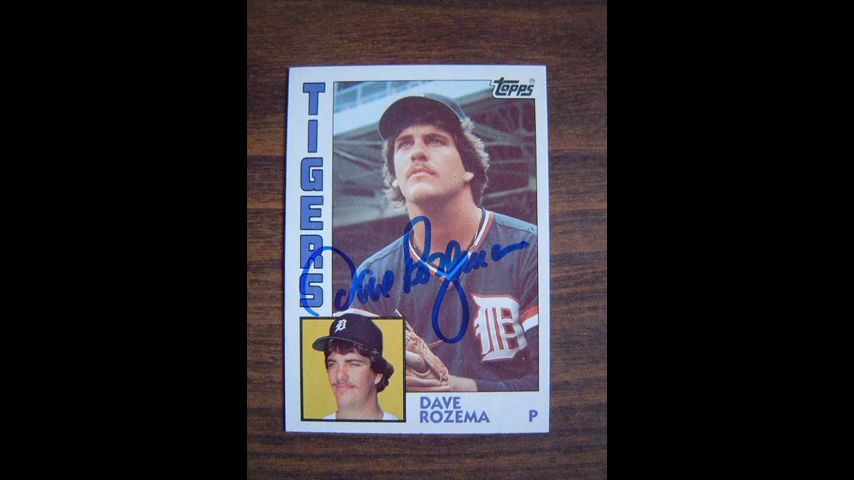 TIGERS
Topps
Dave Rozema
D
D
DAVE
ROZEMA
P